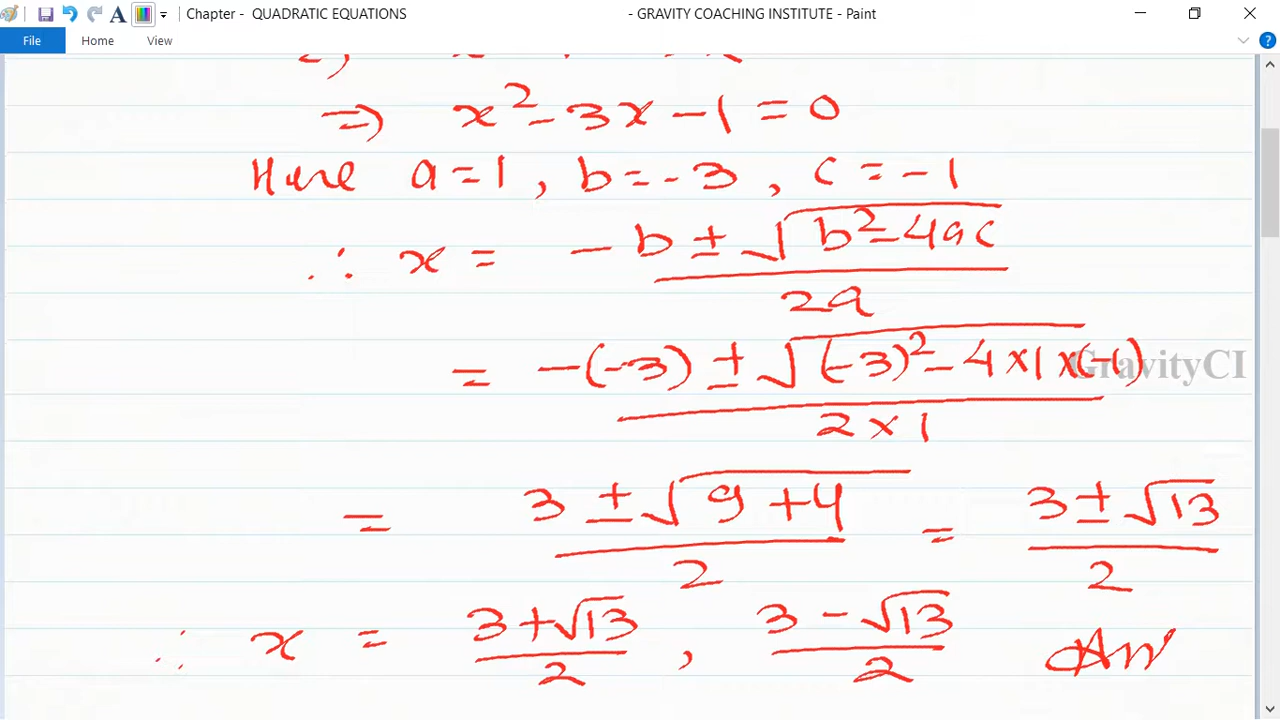 Chapter - QUADRATIC EQUATIONS - GRAVITY COACHING INSTITUTE - Paint
File Home View
⇒ x² - 3x - 1 = 0
Here a = 1, b = -3, c = -1
∴ x = (-b ± √(b² - 4ac)) / 2a
= (-(-3) ± √((-3)² - 4×1×(-1))) / (2×1)
GravityCI
= (3 ± √(9 + 4)) / 2 = (3 ± √13) / 2
∴ x = (3 + √13) / 2, (3 - √13) / 2 Ans